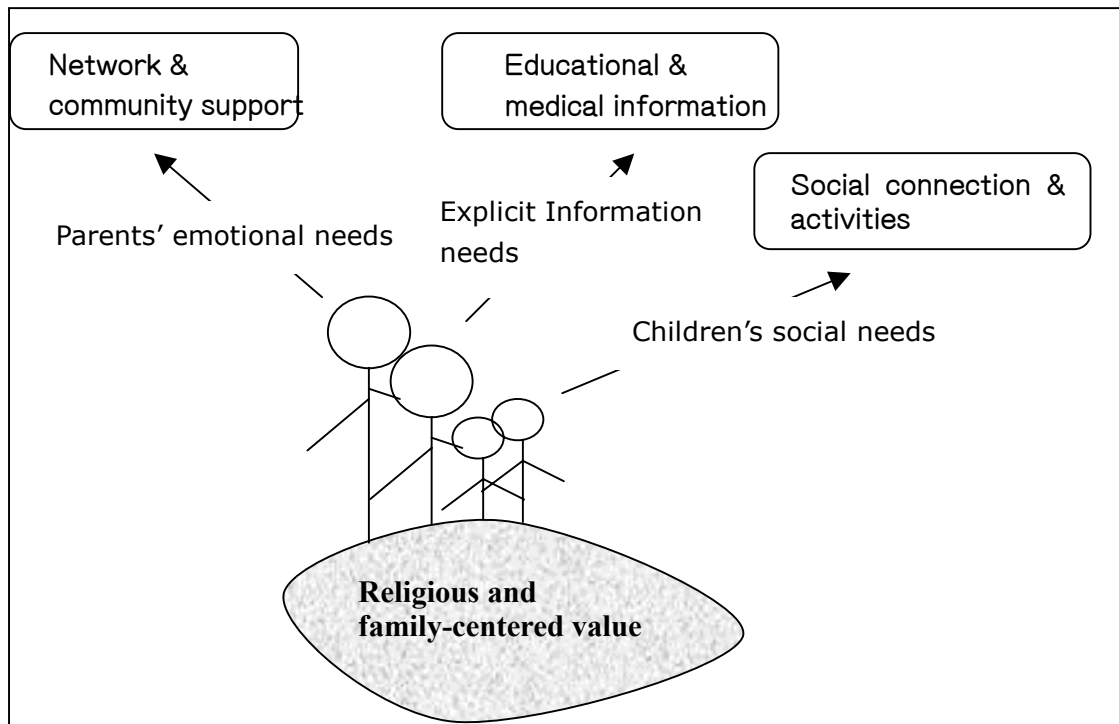 Network &
community support
Educational &
medical information
Social connection &
activities
Parents’ emotional needs
Explicit Information
needs
Children’s social needs
Religious and
family-centered value